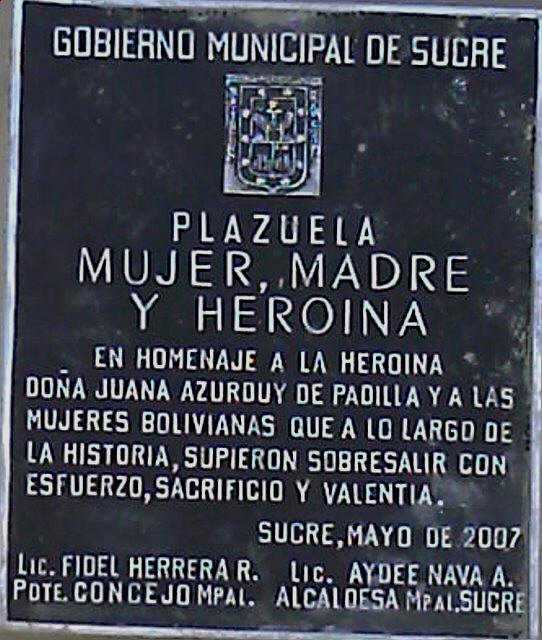 GOBIERNO MUNICIPAL DE SUCRE
PLAZUELA
MUJER, MADRE
Y HEROINA
EN HOMENAJE A LA HEROINA
DOÑA JUANA AZURDUY DE PADILLA Y A LAS
MUJERES BOLIVIANAS QUE A LO LARGO DE
LA HISTORIA, SUPIERON SOBRESALIR CON
ESFUERZO, SACRIFICIO Y VALENTIA.
SUCRE, MAYO DE 2007
LIC. FIDEL HERRERA R. LIC. AYDEE NAVA A.
PDTE. CONCEJO MPAL. ALCALDESA MPAL. SUCRE